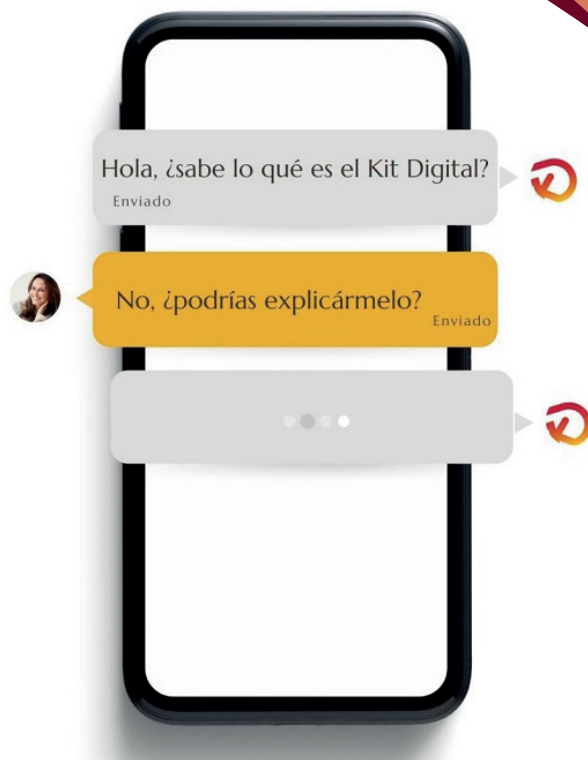 Hola, ¿sabe lo qué es el Kit Digital?
Enviado
No, ¿podrías explicármelo?
Enviado